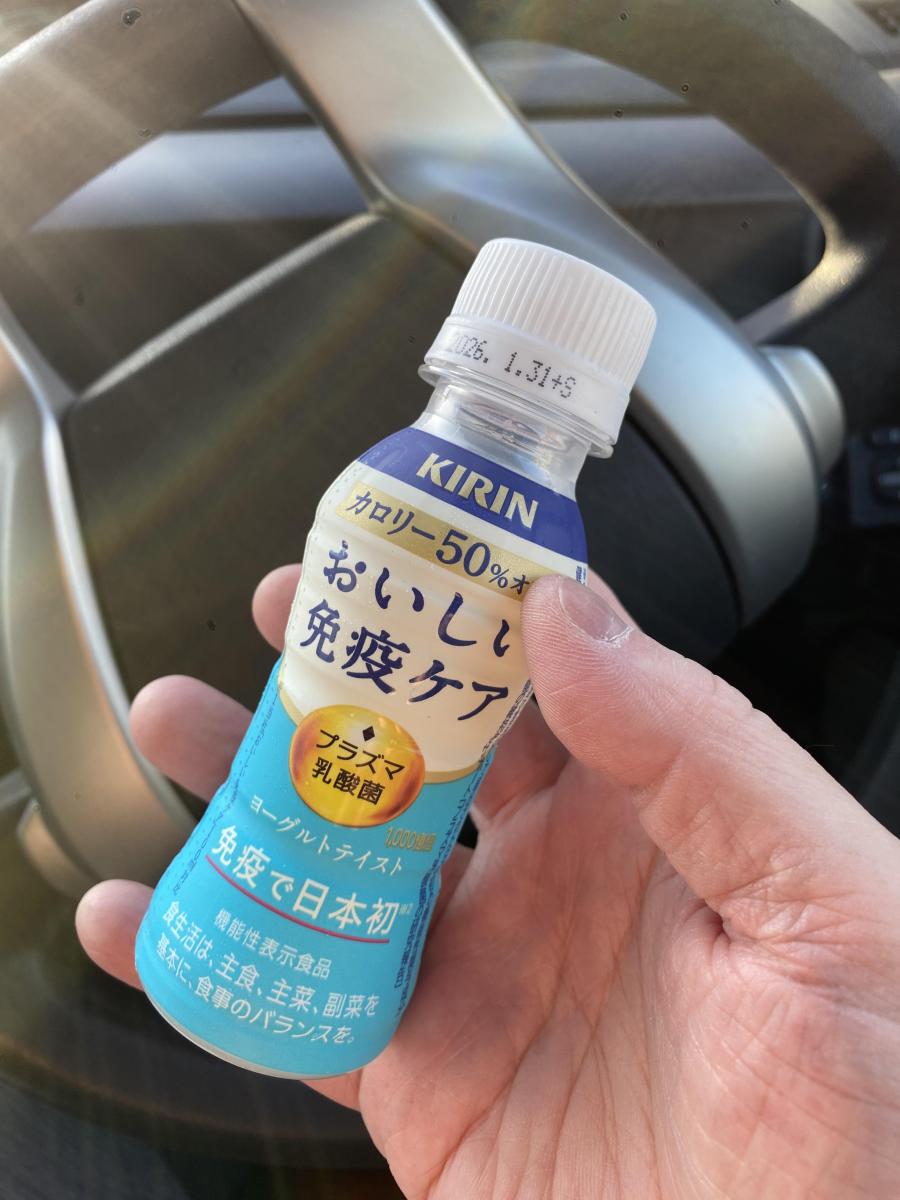 2026. 1.31+S
KIRIN
カロリー50%オ
おいしい
免疫ケア
プラズマ
乳酸菌
1,000億個
ヨーグルトテイスト
免疫で日本初※2
機能性表示食品
食生活は、主食、主菜、副菜を
基本に、食事のバランスを。